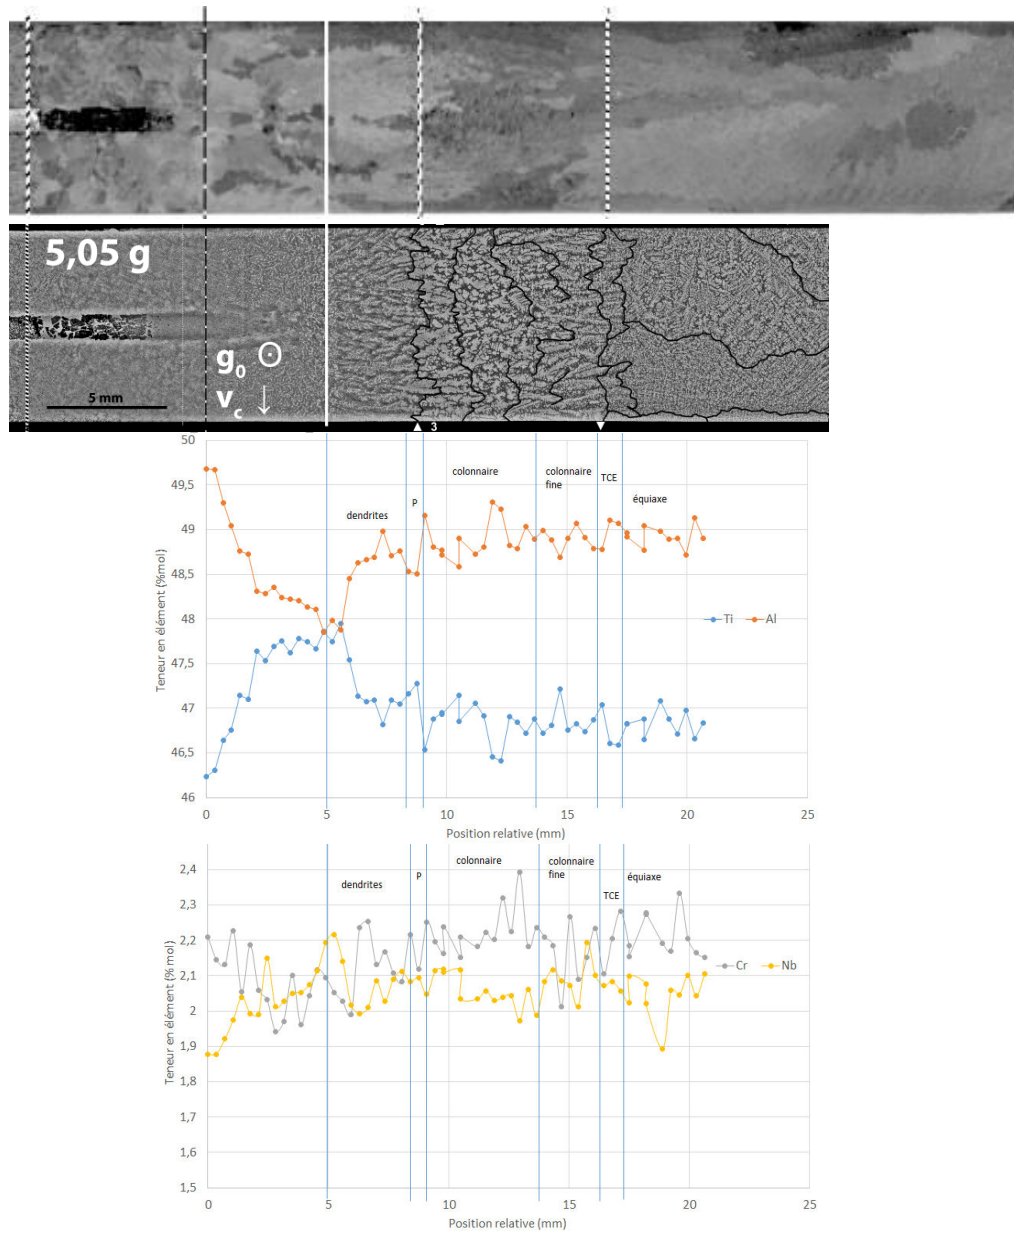 5,05 g
g0 ⊙
vc ↓
5 mm
3
50
49,5
49
48,5
48
47,5
47
46,5
46
0
5
10
15
20
25
Teneur en élément (%mol)
Position relative (mm)
dendrites
P
colonnaire
colonnaire
fine
TCE
équiaxe
Ti
Al
2,4
2,3
2,2
2,1
2
1,9
1,8
1,7
1,6
1,5
0
5
10
15
20
25
Teneur en élément (% mol)
Position relative (mm)
dendrites
P
colonnaire
colonnaire
fine
TCE
équiaxe
Cr
Nb